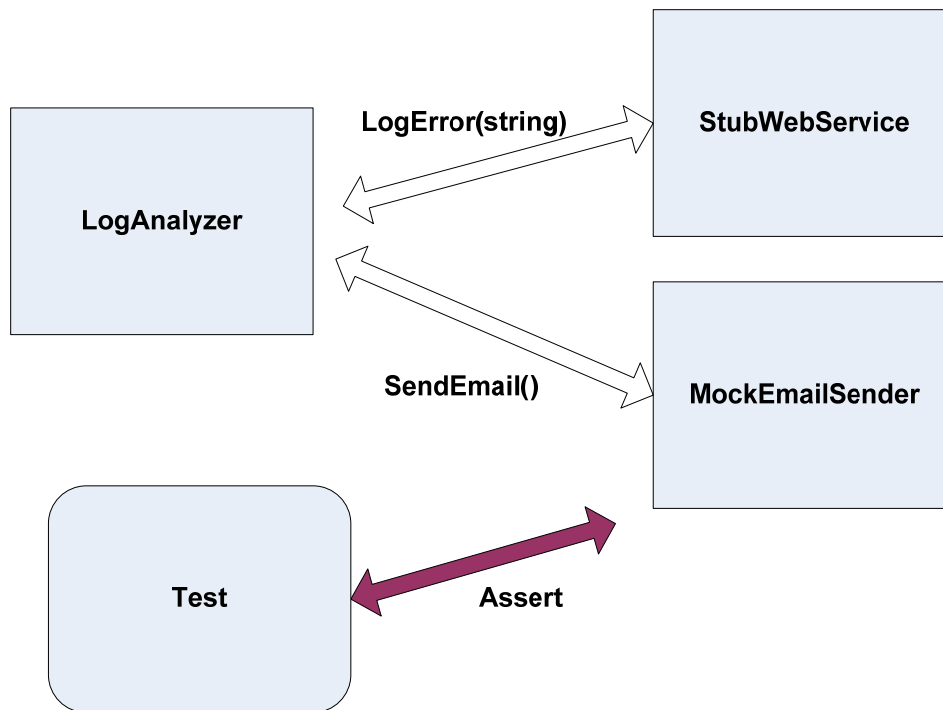 LogError(string)
StubWebService
LogAnalyzer
SendEmail()
MockEmailSender
Test
Assert